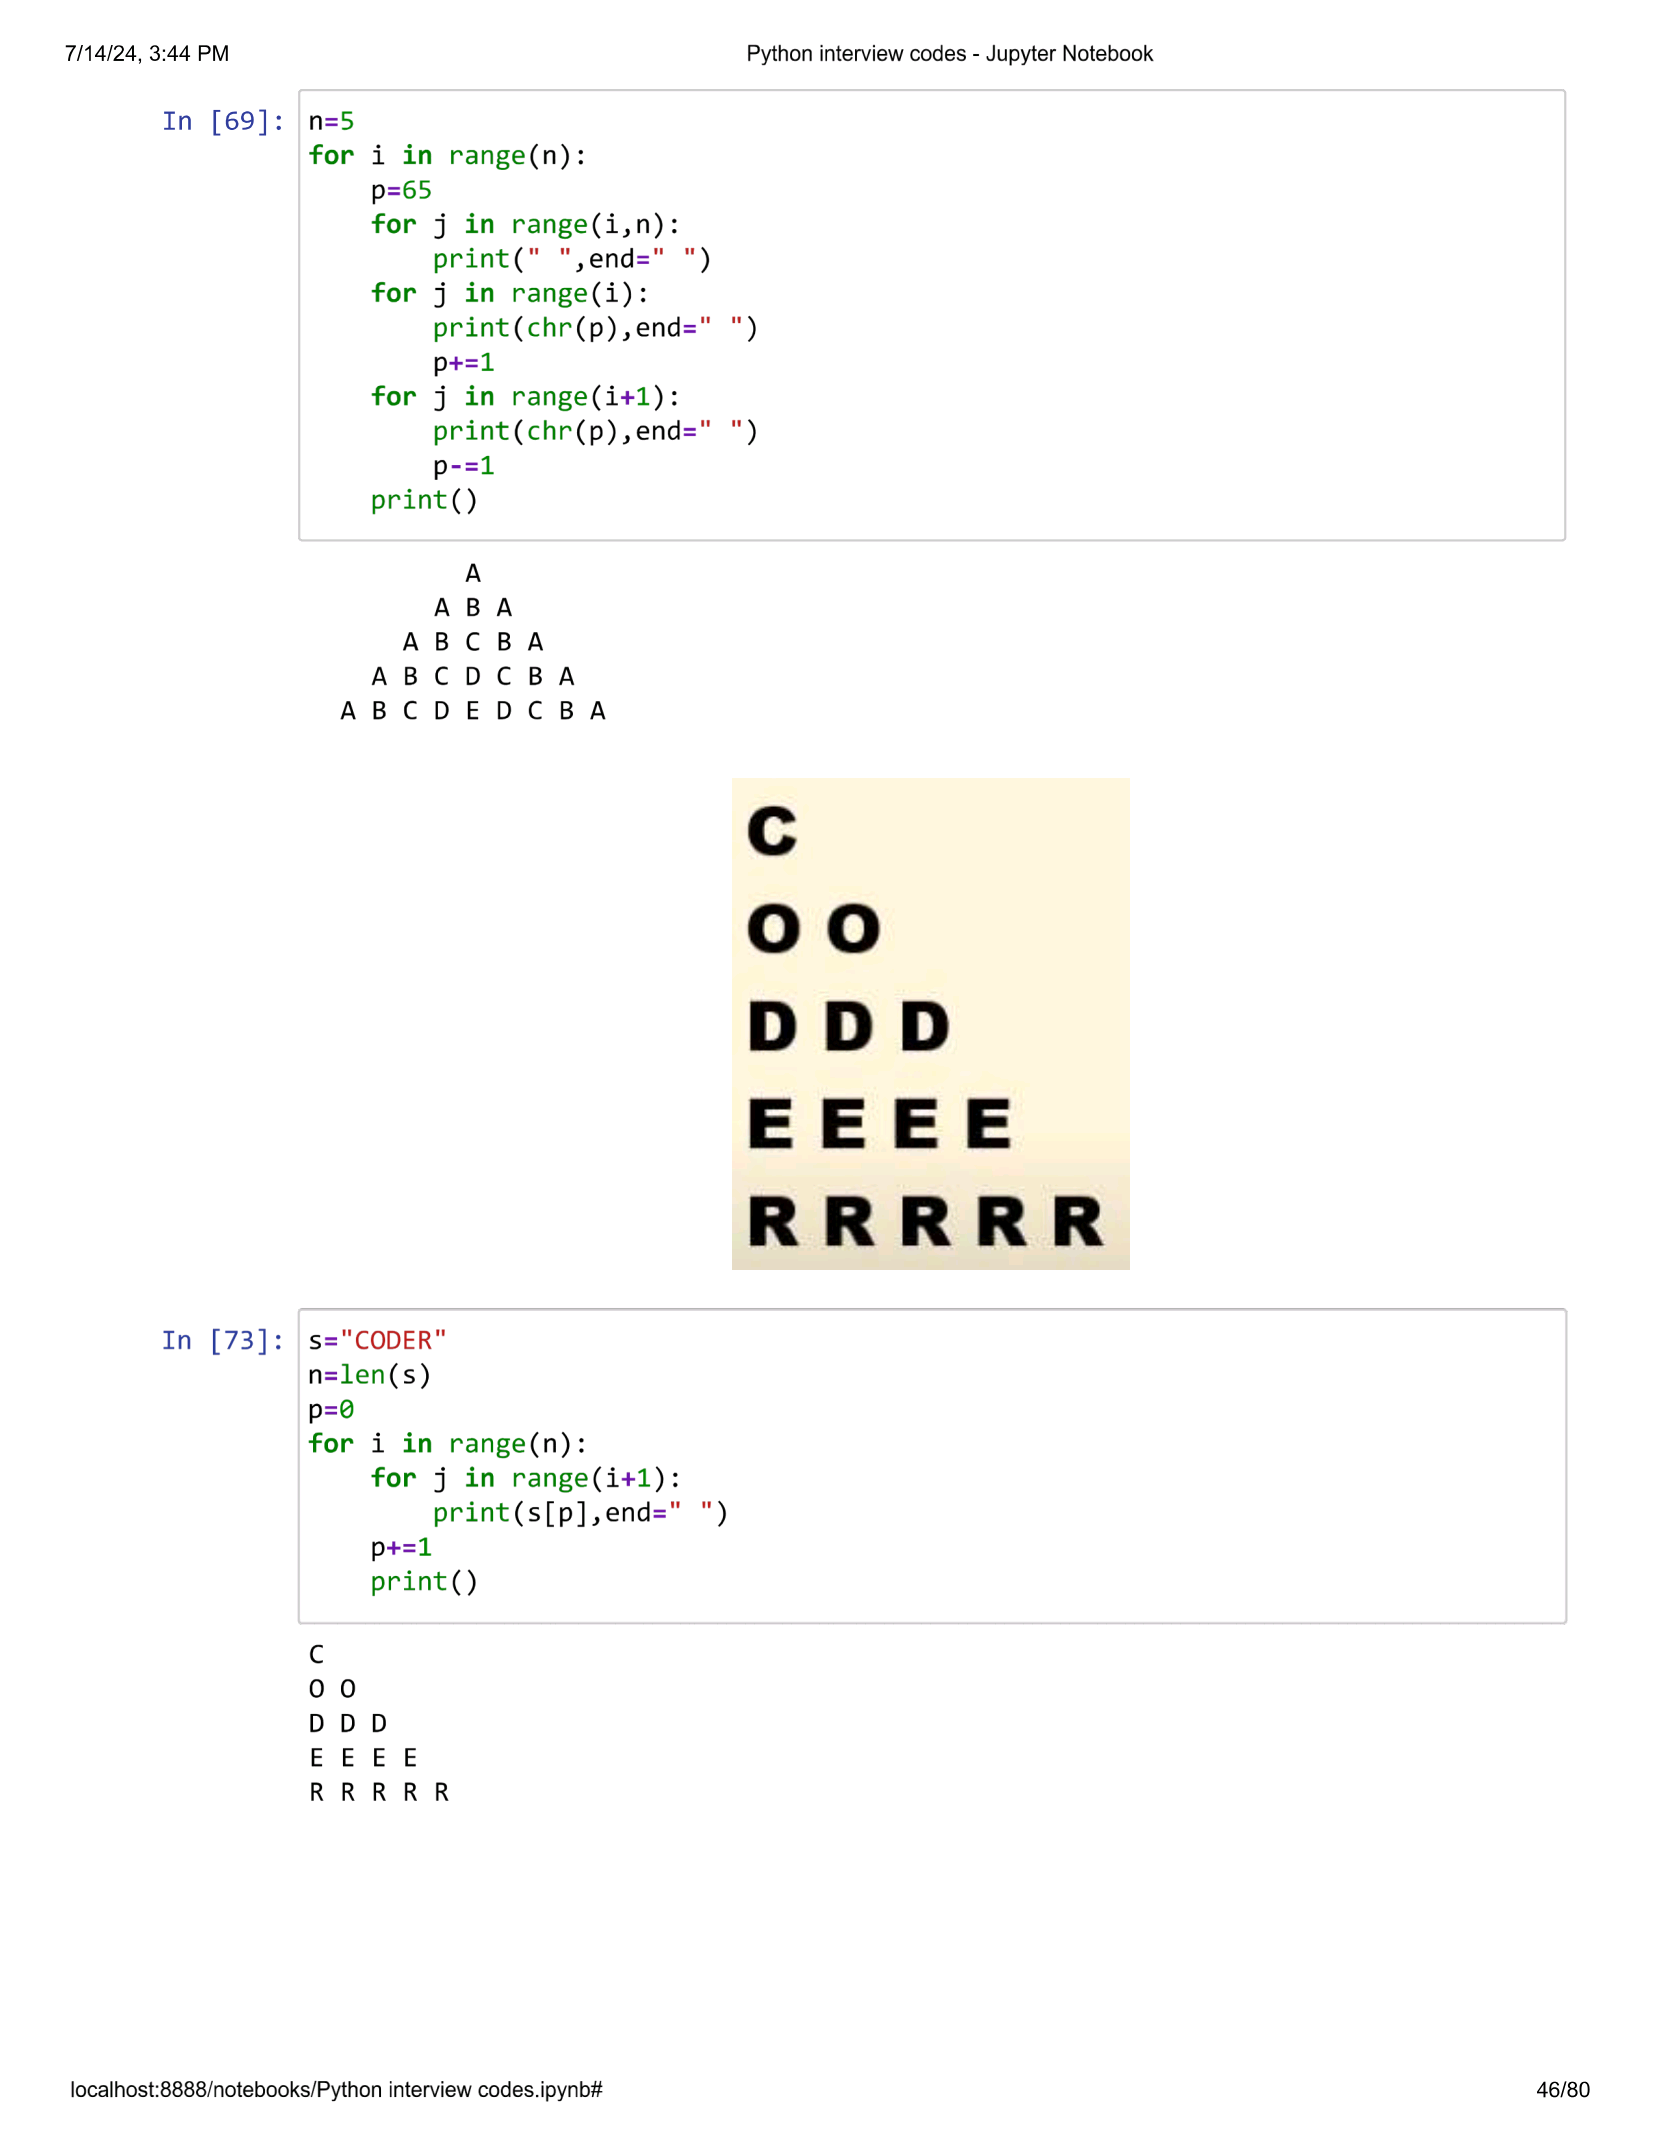 7/14/24, 3:44 PM Python interview codes - Jupyter Notebook
In [69]: n=5
for i in range(n):
    p=65
    for j in range(i,n):
        print(" ",end=" ")
    for j in range(i):
        print(chr(p),end=" ")
        p+=1
    for j in range(i+1):
        print(chr(p),end=" ")
        p-=1
    print()
A
A B A
A B C B A
A B C D C B A
A B C D E D C B A
C
O O
D D D
E E E E
R R R R R
In [73]: s="CODER"
n=len(s)
p=0
for i in range(n):
    for j in range(i+1):
        print(s[p],end=" ")
    p+=1
    print()
C
O O
D D D
E E E E
R R R R R
localhost:8888/notebooks/Python interview codes.ipynb# 46/80